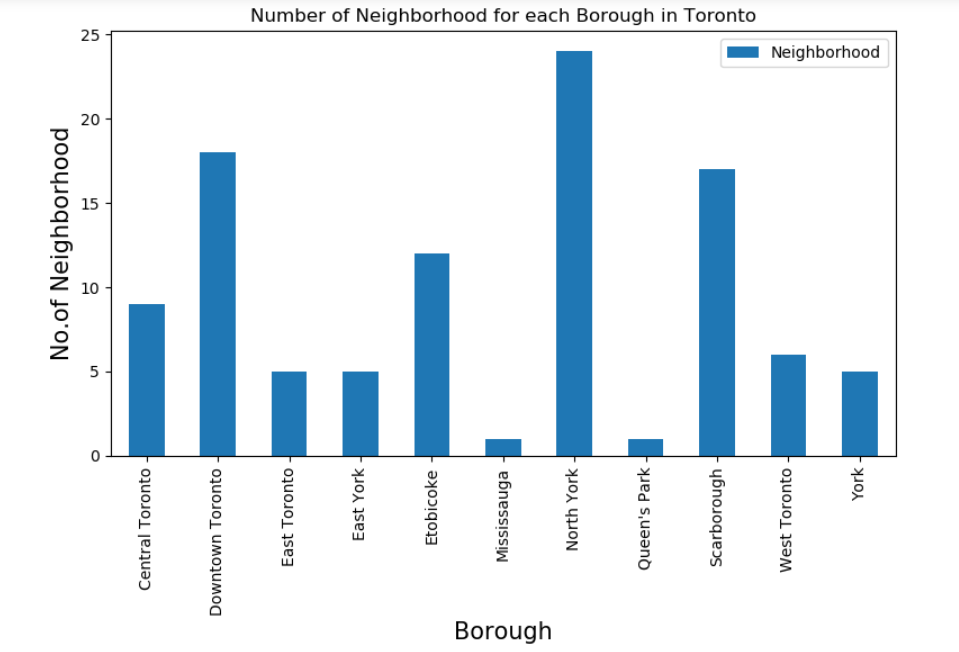 Number of Neighborhood for each Borough in Toronto
Neighborhood
No.of Neighborhood
25
20
15
10
5
0
Central Toronto
Downtown Toronto
East Toronto
East York
Etobicoke
Mississauga
North York
Queen's Park
Scarborough
West Toronto
York
Borough